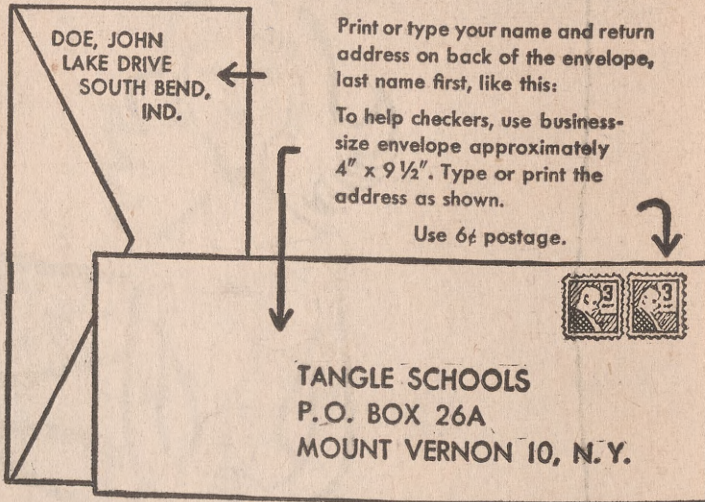 DOE, JOHN
LAKE DRIVE
SOUTH BEND,
IND.
Print or type your name and return
address on back of the envelope,
last name first, like this:
To help checkers, use business-
size envelope approximately
4" x 9 ½". Type or print the
address as shown.
Use 6¢ postage.
3
3
TANGLE SCHOOLS
P.O. BOX 26A
MOUNT VERNON 10, N. Y.